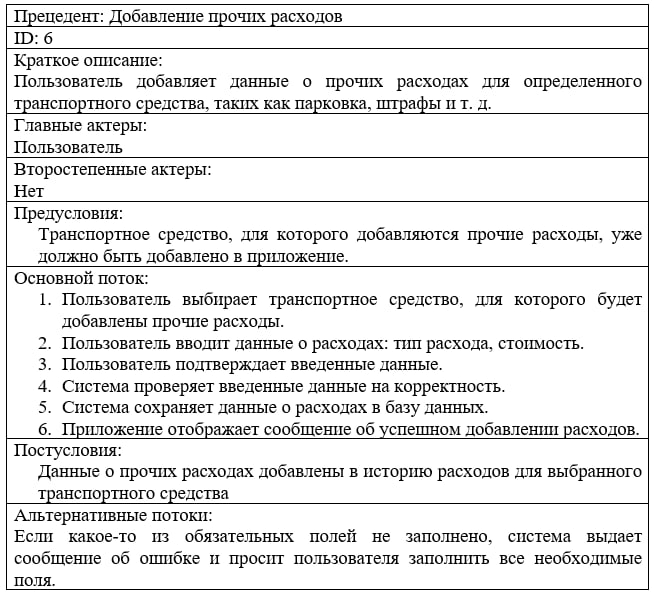 Прецедент: Добавление прочих расходов
ID: 6
Краткое описание:
Пользователь добавляет данные о прочих расходах для определенного
транспортного средства, таких как парковка, штрафы и т. д.
Главные актеры:
Пользователь
Второстепенные актеры:
Нет
Предусловия:
Транспортное средство, для которого добавляются прочие расходы, уже
должно быть добавлено в приложение.
Основной поток:
1. Пользователь выбирает транспортное средство, для которого будет
добавлены прочие расходы.
2. Пользователь вводит данные о расходах: тип расхода, стоимость.
3. Пользователь подтверждает введенные данные.
4. Система проверяет введенные данные на корректность.
5. Система сохраняет данные о расходах в базу данных.
6. Приложение отображает сообщение об успешном добавлении расходов.
Постусловия:
Данные о прочих расходах добавлены в историю расходов для выбранного
транспортного средства
Альтернативные потоки:
Если какое-то из обязательных полей не заполнено, система выдает
сообщение об ошибке и просит пользователя заполнить все необходимые
поля.